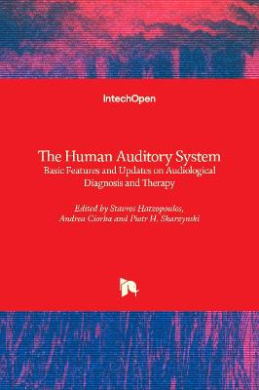 IntechOpen
The Human Auditory System
Basic Features and Updates on Audiological
Diagnosis and Therapy
Edited by Stavros Hatzopoulos,
Andrea Ciorba and Piotr H. Skarzynski